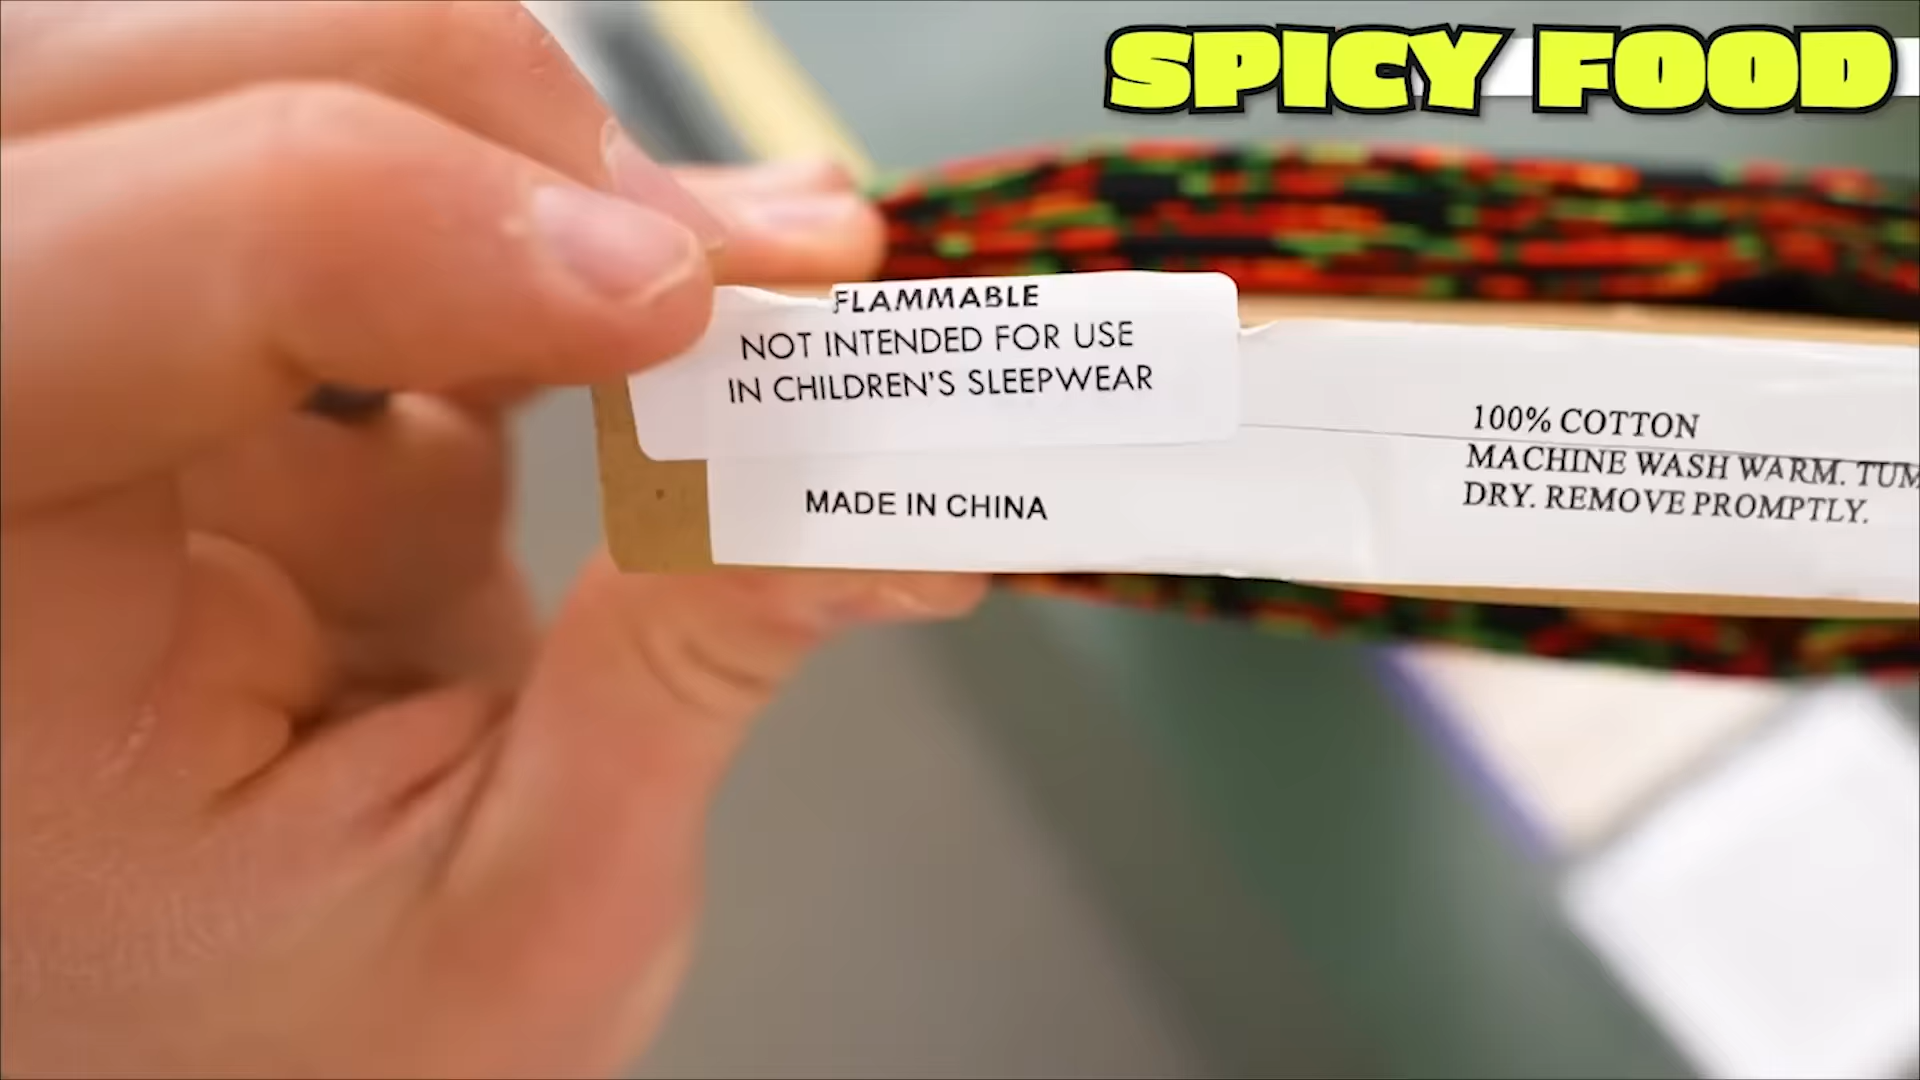 SPICY FOOD
FLAMMABLE
NOT INTENDED FOR USE
IN CHILDREN'S SLEEPWEAR
MADE IN CHINA
100% COTTON
MACHINE WASH WARM. TUM
DRY. REMOVE PROMPTLY.